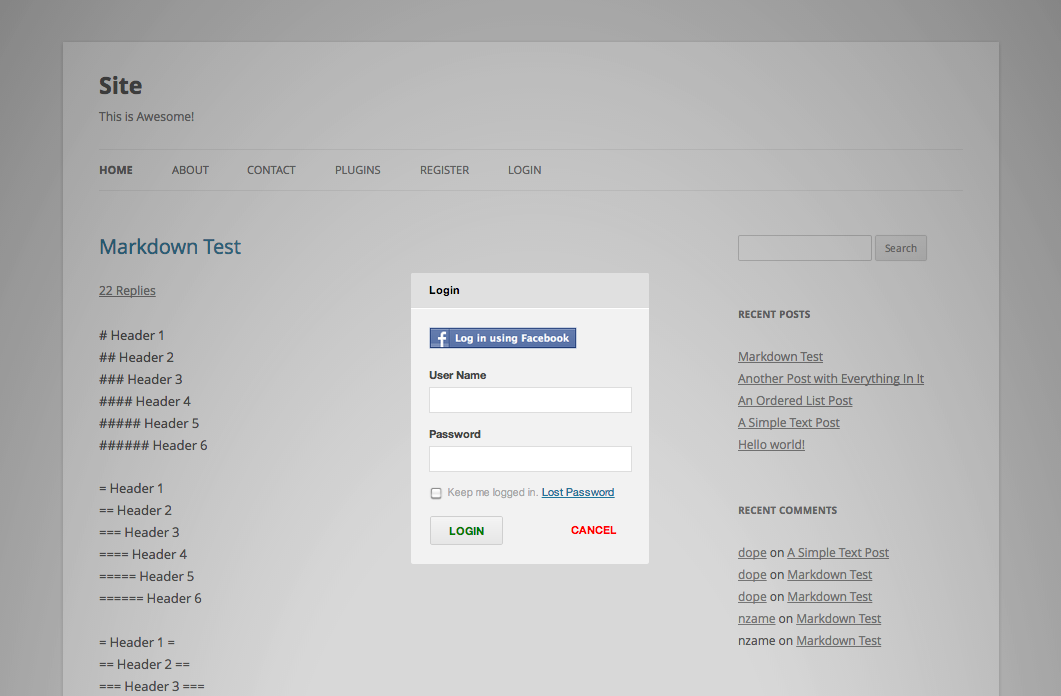 Site
This is Awesome!
HOME ABOUT CONTACT PLUGINS REGISTER LOGIN
Markdown Test
22 Replies
# Header 1
## Header 2
### Header 3
#### Header 4
##### Header 5
###### Header 6
= Header 1
== Header 2
=== Header 3
==== Header 4
===== Header 5
====== Header 6
= Header 1 =
== Header 2 ==
=== Header 3 ===
Login
f Log in using Facebook
User Name
Password
Keep me logged in. Lost Password
LOGIN CANCEL
Search
RECENT POSTS
Markdown Test
Another Post with Everything In It
An Ordered List Post
A Simple Text Post
Hello world!
RECENT COMMENTS
dope on A Simple Text Post
dope on Markdown Test
dope on Markdown Test
nzame on Markdown Test
nzame on Markdown Test